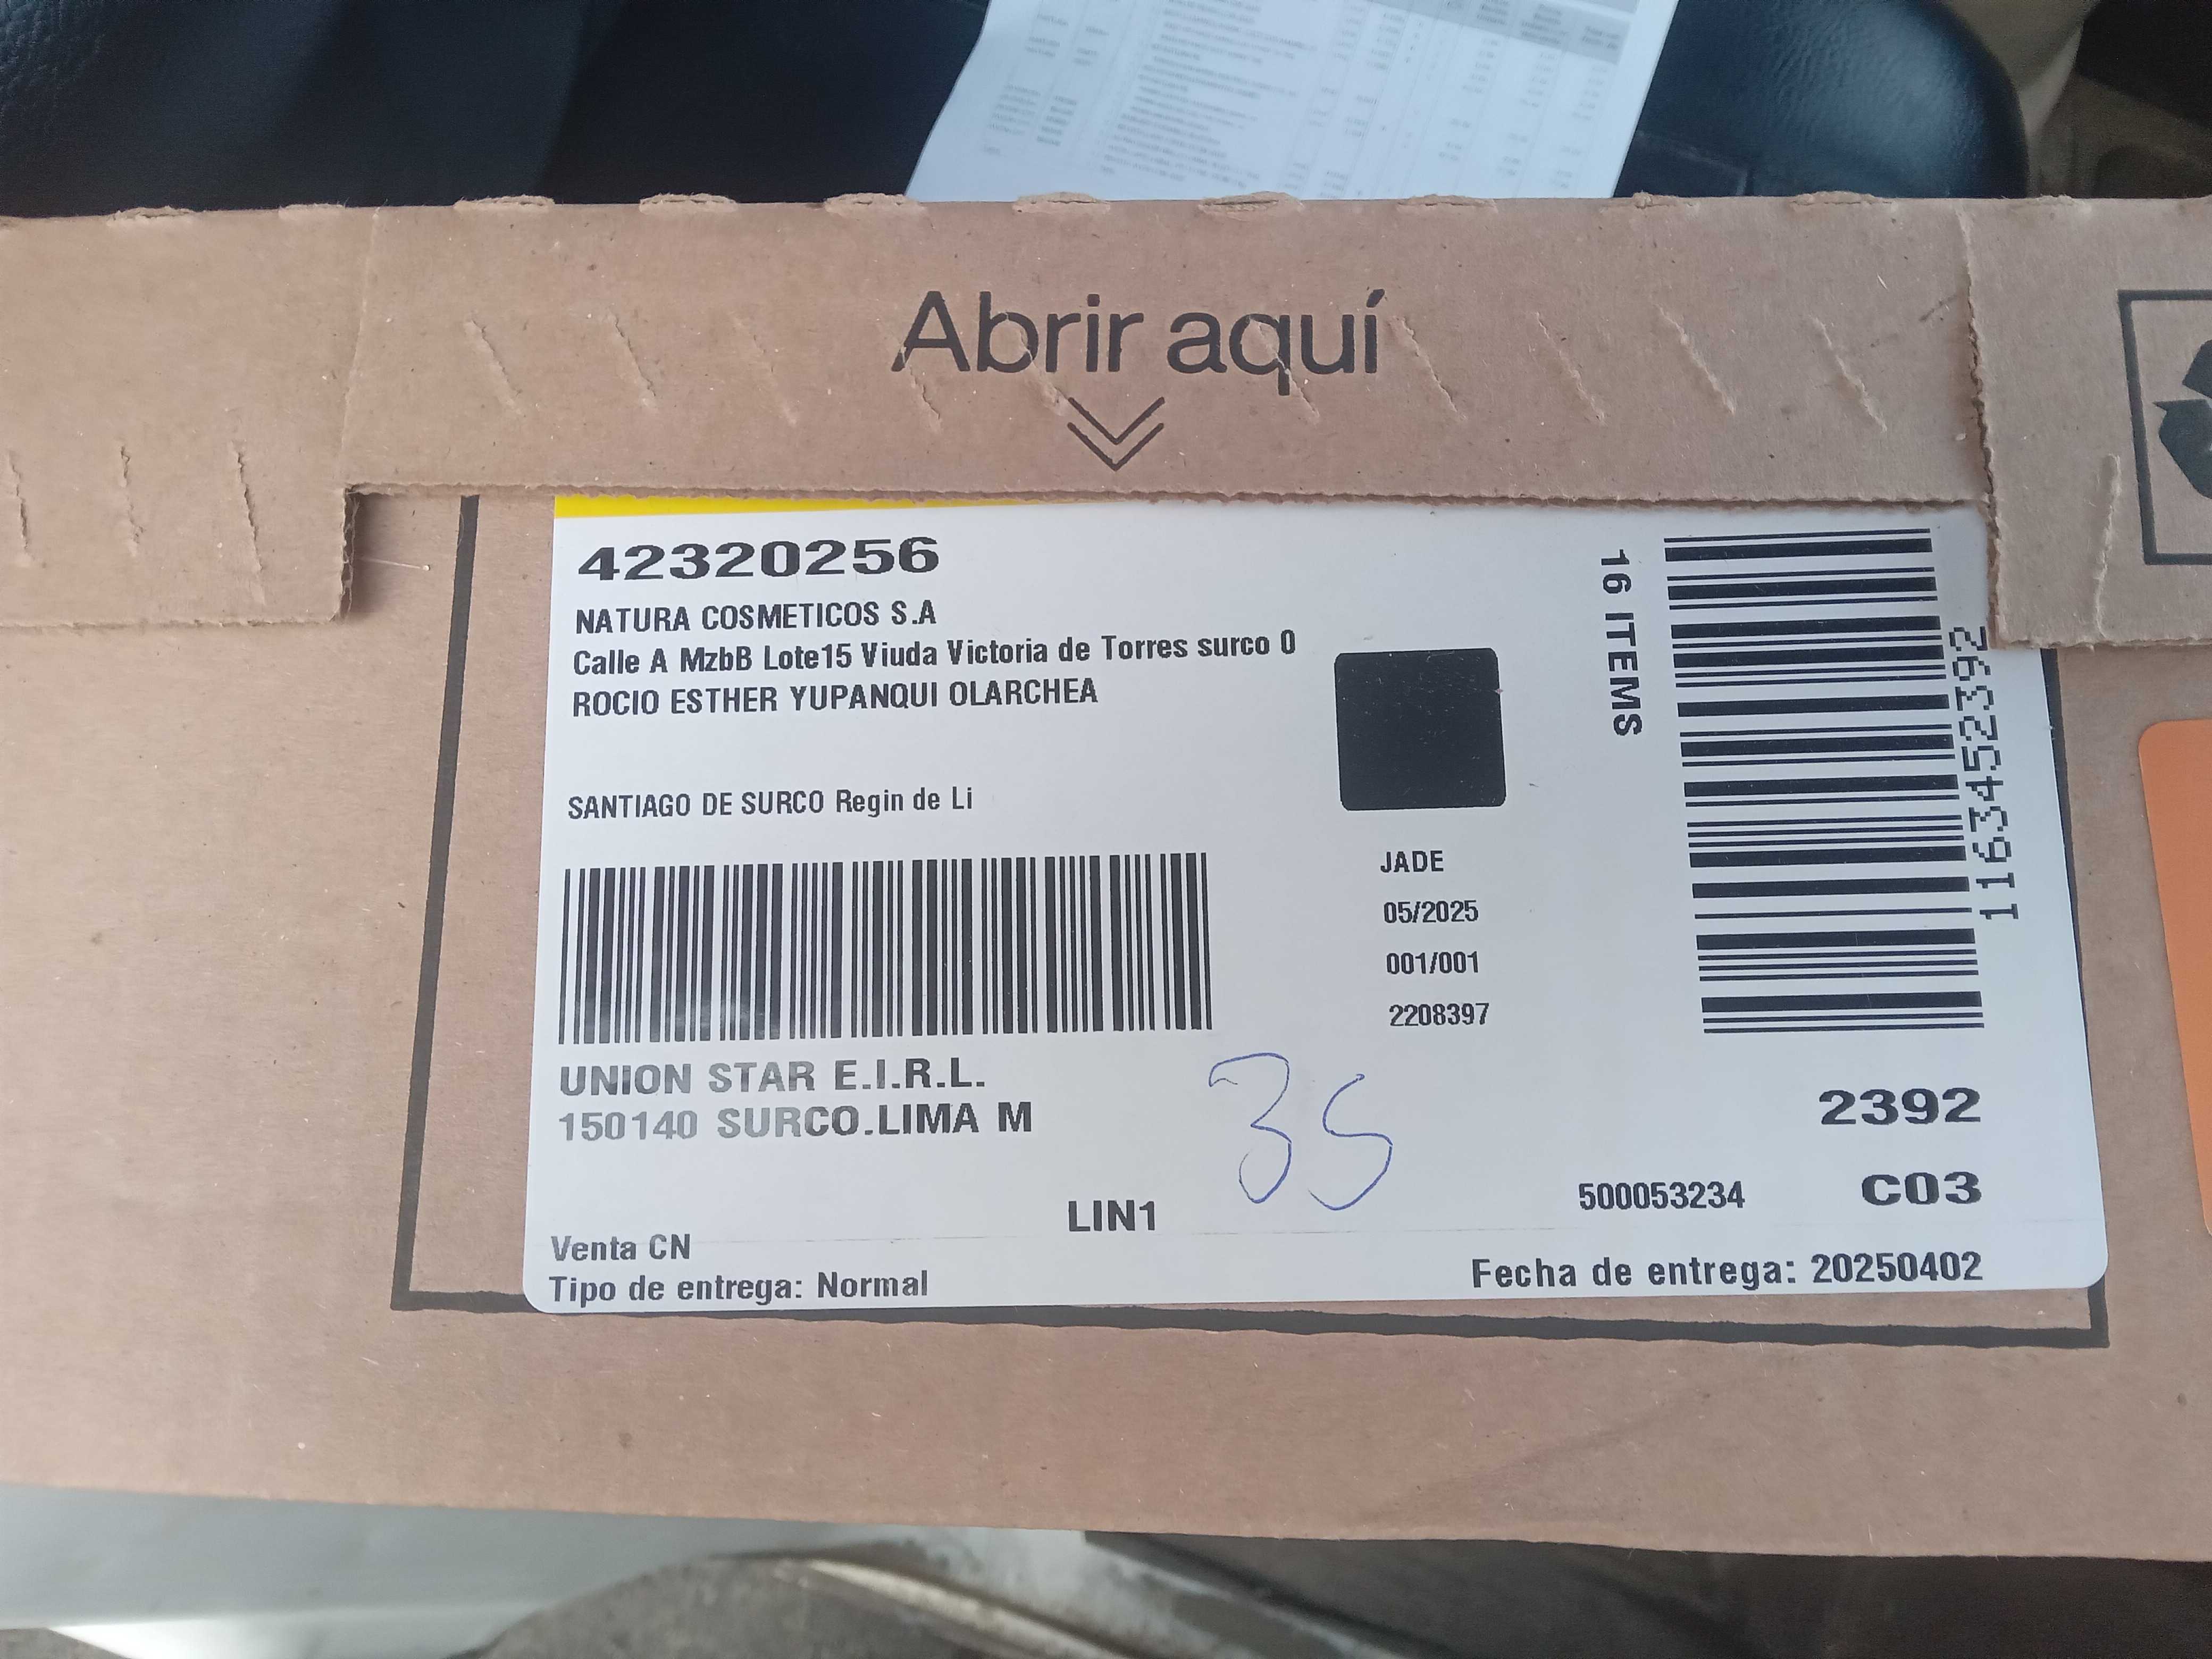 Abrir aquí
42320256
NATURA COSMETICOS S.A
Calle A MzbB Lote15 Viuda Victoria de Torres surco 0
ROCIO ESTHER YUPANQUI OLARCHEA
SANTIAGO DE SURCO Regin de Li
16 ITEMS
1163452392
JADE
05/2025
001/001
2208397
UNION STAR E.I.R.L.
150140 SURCO.LIMA M
35
2392
LIN1
500053234
C03
Venta CN
Tipo de entrega: Normal
Fecha de entrega: 20250402